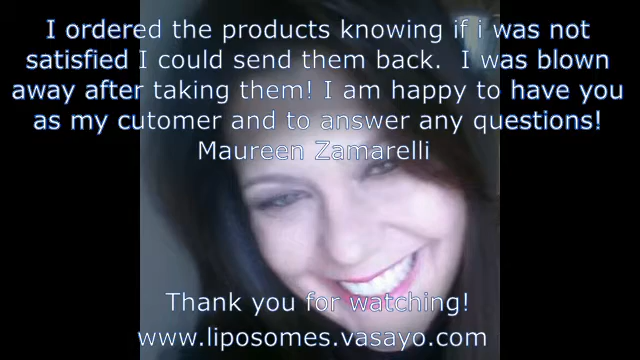 I ordered the products knowing if i was not
satisfied I could send them back.  I was blown
away after taking them! I am happy to have you
as my cutomer and to answer any questions!
Maureen Zamarelli
Thank you for watching!
www.liposomes.vasayo.com